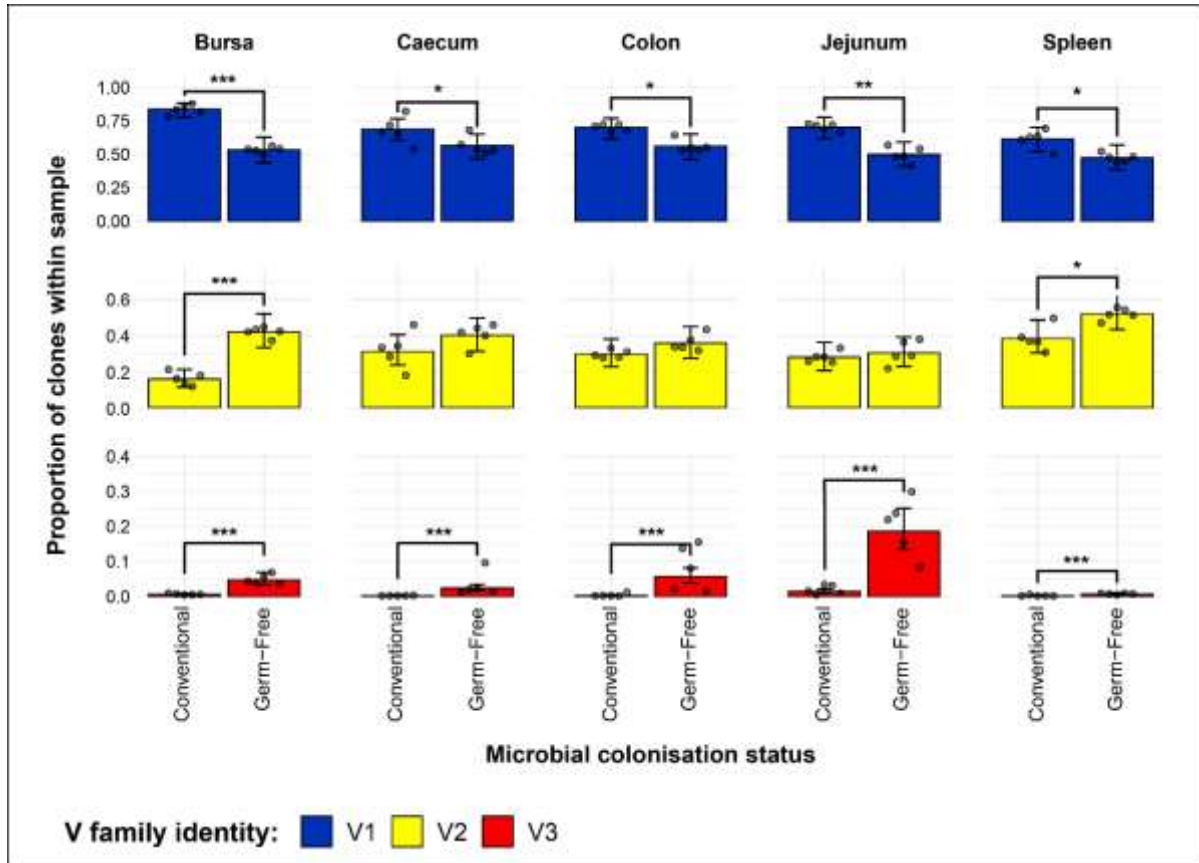 Bursa Caecum Colon Jejunum Spleen
*** * * ** *
1.00
0.75
0.50
0.25
0.00
*** *
0.6
0.4
0.2
0.0
*** *** *** *** ***
0.4
0.3
0.2
0.1
0.0
Proportion of clones within sample
Conventional Germ-Free Conventional Germ-Free Conventional Germ-Free Conventional Germ-Free Conventional Germ-Free
Microbial colonisation status
V family identity: V1 V2 V3